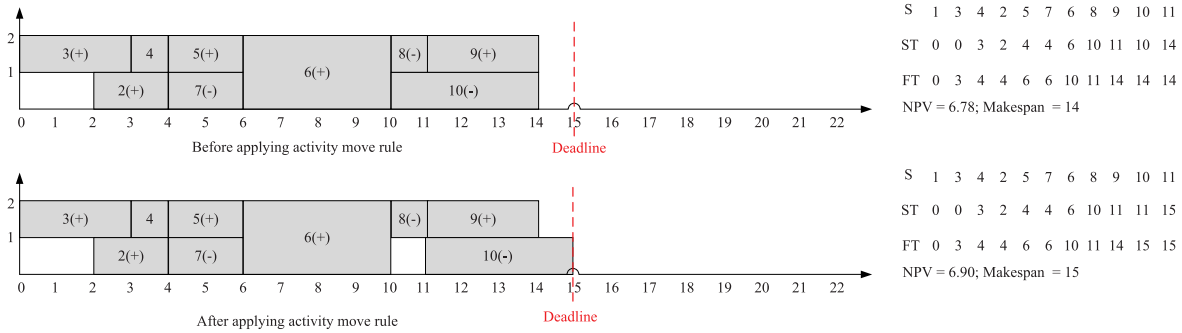 S 1 3 4 2 5 7 6 8 9 10 11
2
3(+) 4 5(+) 6(+) 8(-) 9(+)
ST 0 0 3 2 4 4 6 10 11 10 14
1
2(+) 7(-) 10(-)
FT 0 3 4 4 6 6 10 11 14 14 14
NPV = 6.78; Makespan = 14
0 1 2 3 4 5 6 7 8 9 10 11 12 13 14 15 16 17 18 19 20 21 22
Before applying activity move rule
Deadline
S 1 3 4 2 5 7 6 8 9 10 11
2
3(+) 4 5(+) 6(+) 8(-) 9(+)
ST 0 0 3 2 4 4 6 10 11 11 15
1
2(+) 7(-) 10(-)
FT 0 3 4 4 6 6 10 11 14 15 15
NPV = 6.90; Makespan = 15
0 1 2 3 4 5 6 7 8 9 10 11 12 13 14 15 16 17 18 19 20 21 22
After applying activity move rule
Deadline